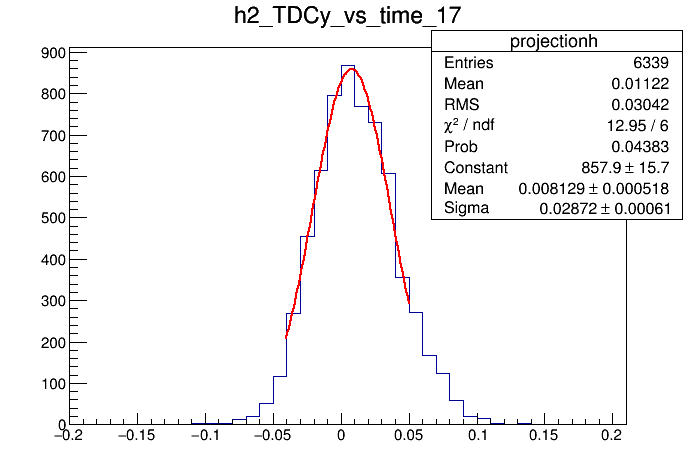 h2_TDCy_vs_time_17
projectionh
Entries 6339
Mean 0.01122
RMS 0.03042
χ² / ndf 12.95 / 6
Prob 0.04383
Constant 857.9 ± 15.7
Mean 0.008129 ± 0.000518
Sigma 0.02872 ± 0.00061
900
800
700
600
500
400
300
200
100
0
−0.2 −0.15 −0.1 −0.05 0 0.05 0.1 0.15 0.2